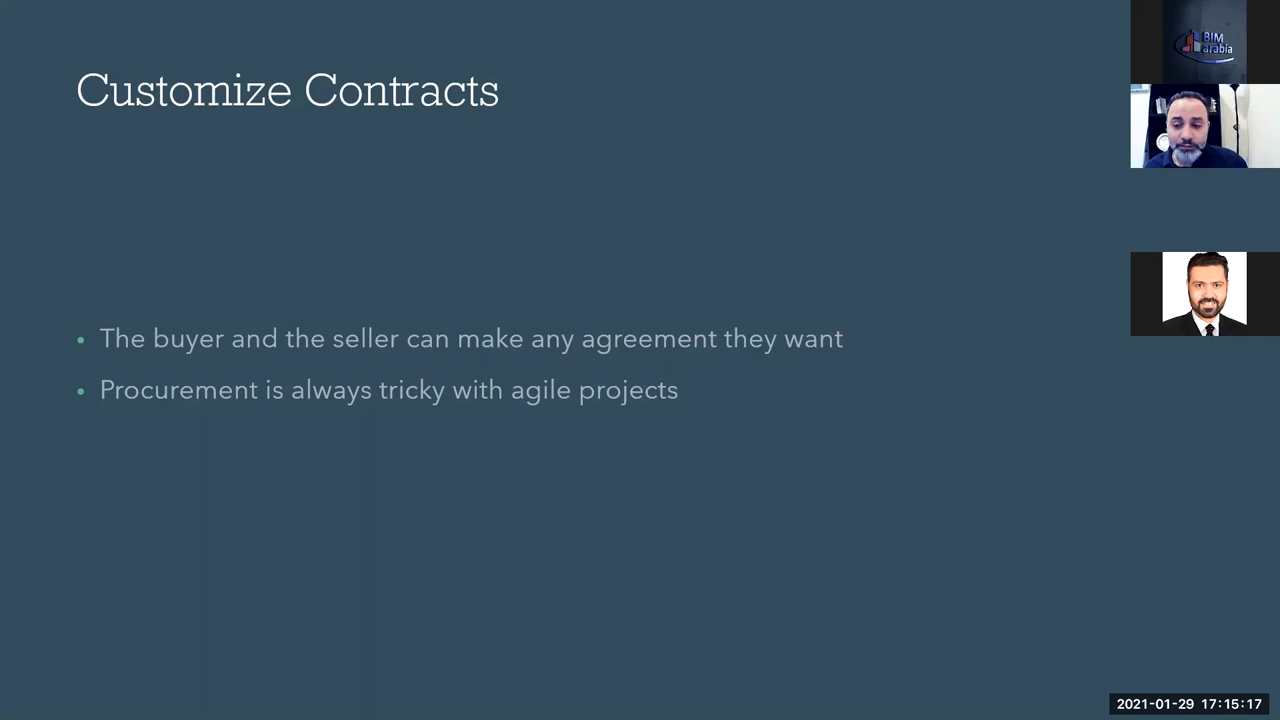 Customize Contracts
BIM
arabia
• The buyer and the seller can make any agreement they want
• Procurement is always tricky with agile projects
2021-01-29 17:15:17